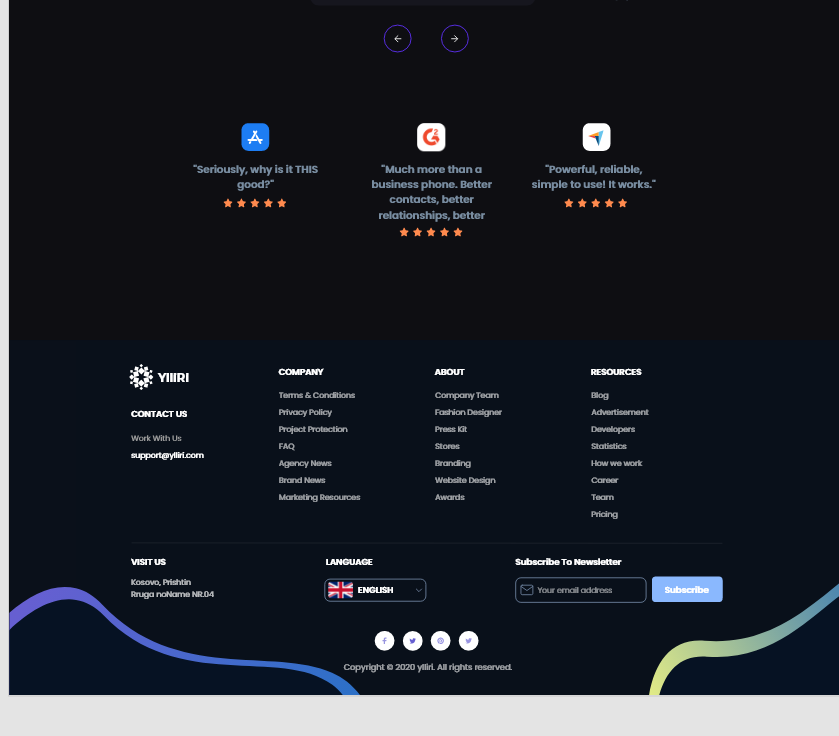 "Seriously, why is it THIS
good?"
"Much more than a
business phone. Better
contacts, better
relationships, better
"Powerful, reliable,
simple to use! It works."
YlliRI
CONTACT US
Work With Us
support@ylliri.com
COMPANY
Terms & Conditions
Privacy Policy
Project Protection
FAQ
Agency News
Brand News
Marketing Resources
ABOUT
Company Team
Fashion Designer
Press Kit
Stores
Branding
Website Design
Awards
RESOURCES
Blog
Advertisement
Developers
Statistics
How we work
Career
Team
Pricing
VISIT US
Kosovo, Prishtin
Rruga noName NR.04
LANGUAGE
ENGLISH
Subscribe To Newsletter
Your email address
Subscribe
Copyright © 2020 ylliri. All rights reserved.